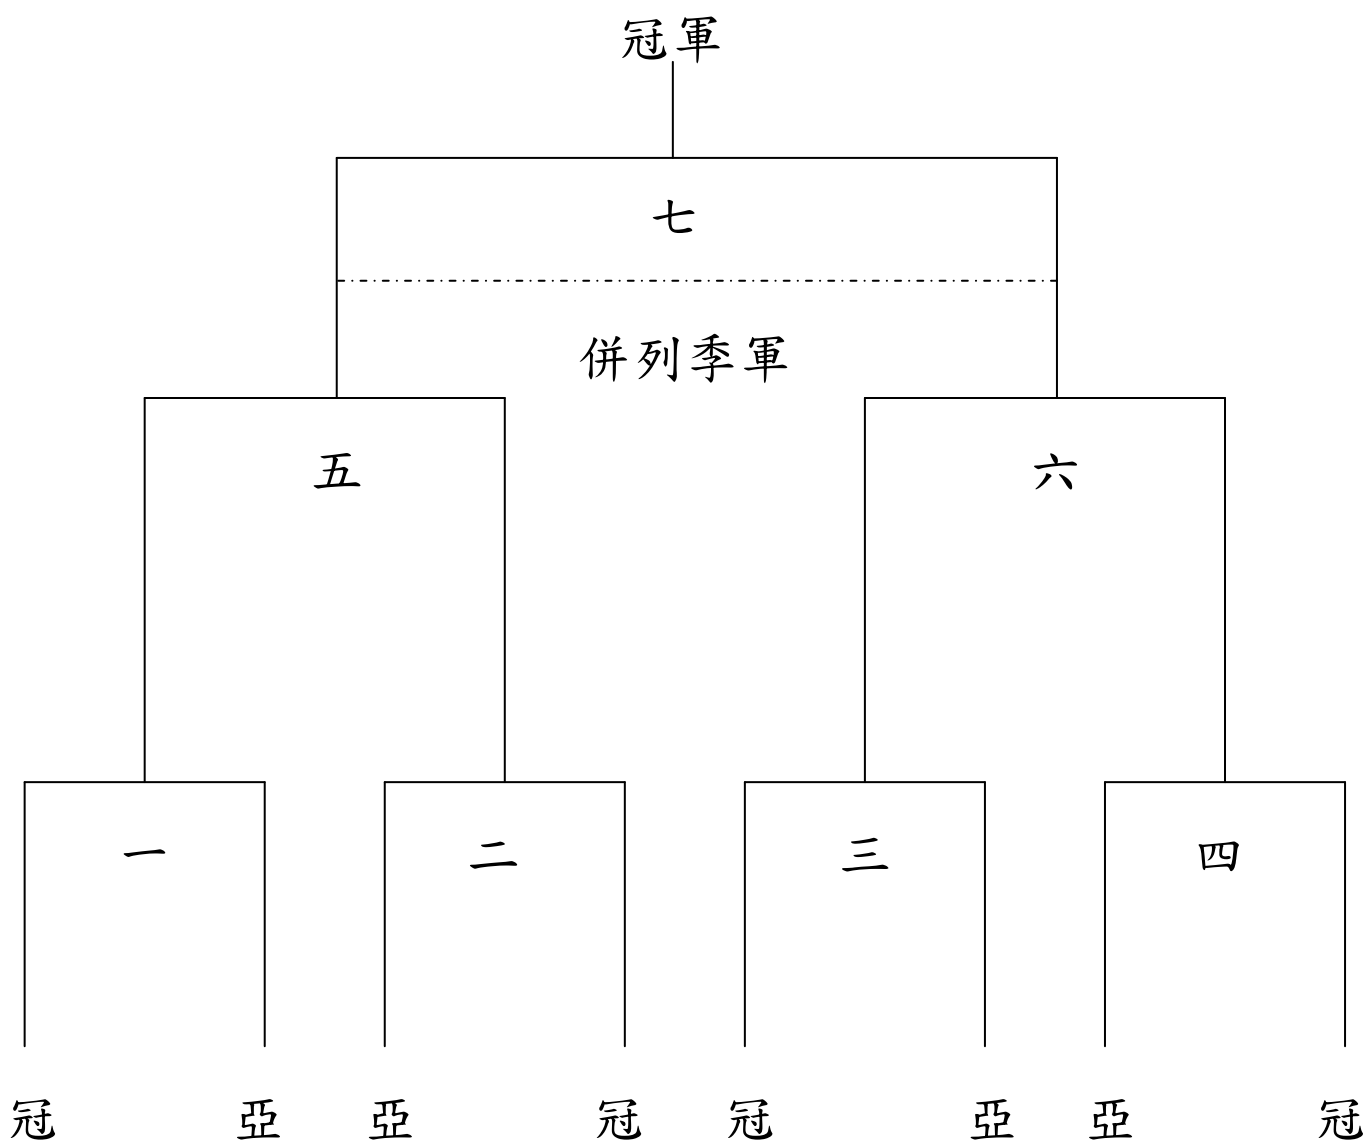 冠軍
七
併列季軍
五 六
一 二 三 四
冠 亞 亞 冠 冠 亞 亞 冠